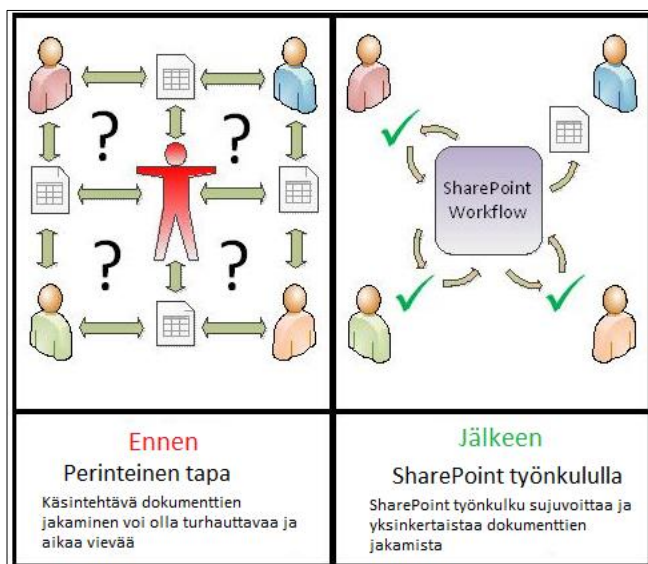 ?
?
?
?
SharePoint
Workflow
Ennen
Perinteinen tapa
Käsintehtävä dokumenttien
jakaminen voi olla turhauttavaa ja
aikaa vievää
Jälkeen
SharePoint työnkululla
SharePoint työnkulku sujuvoittaa ja
yksinkertaistaa dokumenttien
jakamista